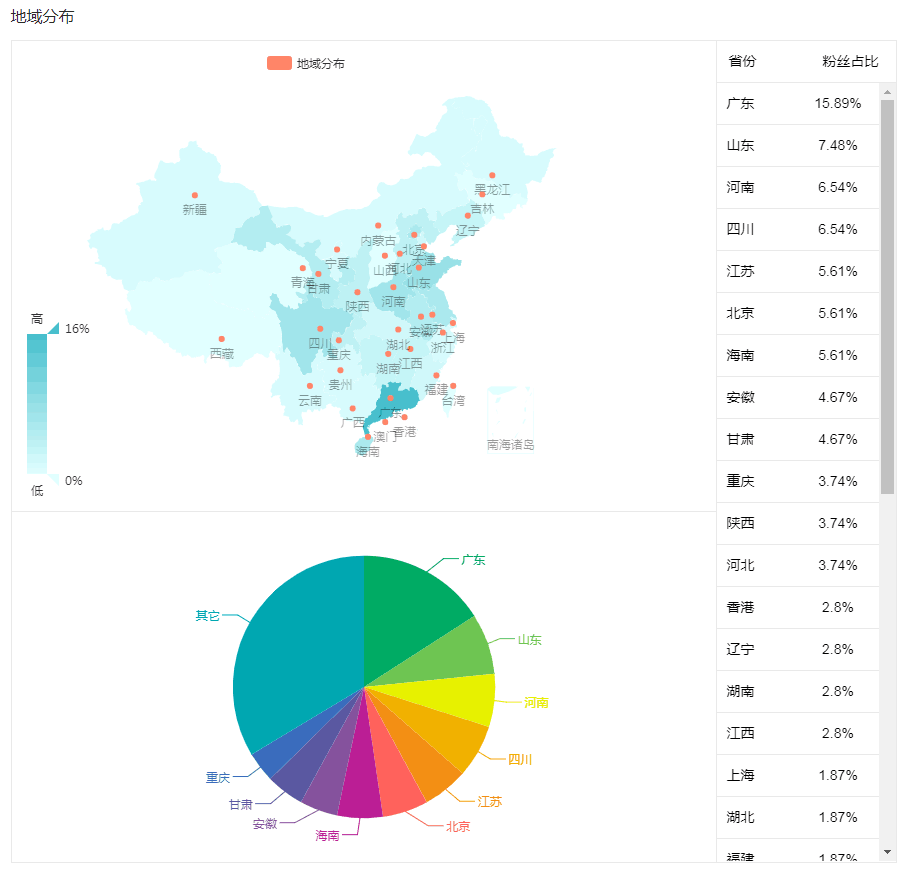 地域分布
地域分布
黑龙江
新疆
吉林
辽宁
内蒙古
北京
天津
宁夏
山西
河北
山东
青海
甘肃
陕西
河南
高
16%
安徽
江苏
上海
四川
重庆
湖北
浙江
西藏
湖南
江西
贵州
福建
云南
台湾
广西
广东
香港
澳门
南海诸岛
海南
0%
低
广东
其它
山东
河南
四川
重庆
江苏
甘肃
安徽
北京
海南
省份 粉丝占比
广东 15.89%
山东 7.48%
河南 6.54%
四川 6.54%
江苏 5.61%
北京 5.61%
海南 5.61%
安徽 4.67%
甘肃 4.67%
重庆 3.74%
陕西 3.74%
河北 3.74%
香港 2.8%
辽宁 2.8%
湖南 2.8%
江西 2.8%
上海 1.87%
湖北 1.87%
福建 1.87%